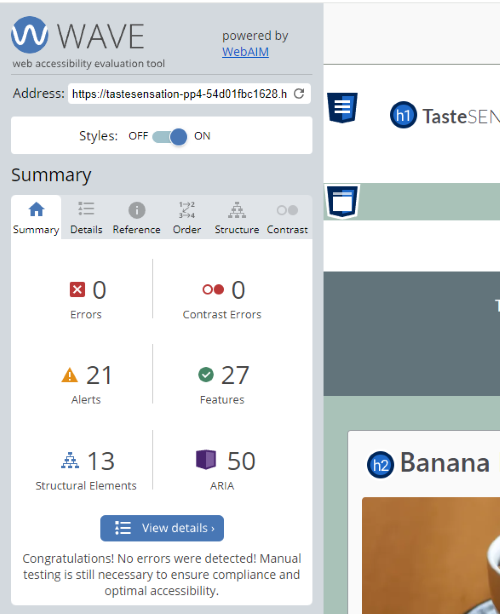 WAVE
web accessibility evaluation tool
powered by
WebAIM
Address: https://tastesensation-pp4-54d01fbc1628.h
Styles: OFF ON
Summary
Summary Details Reference Order Structure Contrast
0
Errors
0
Contrast Errors
21
Alerts
27
Features
13
Structural Elements
50
ARIA
View details ›
Congratulations! No errors were detected! Manual
testing is still necessary to ensure compliance and
optimal accessibility.
h1 TasteSEN
T
h2 Banana